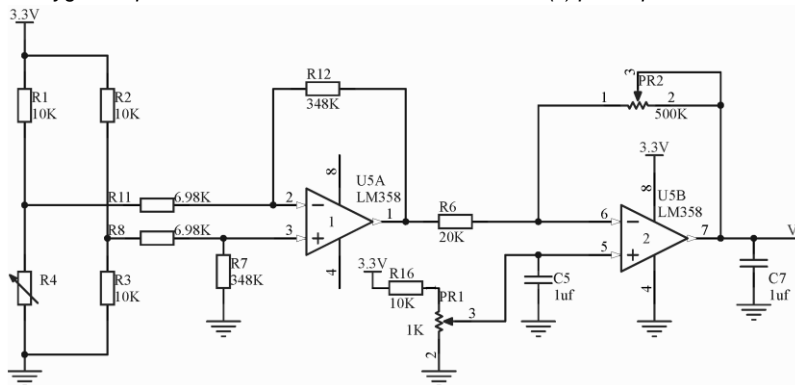 3.3V
R1
10K
R2
10K
R12
348K
3
PR2
1
2
500K
3.3V
8
U5A
LM358
8
U5B
LM358
R11
6.98K
2
1
1
R6
20K
6
2
7
V
R8
6.98K
3
5
R4
R3
10K
R7
348K
4
3.3V
R16
10K
PR1
1K
3
2
C5
1uf
4
C7
1uf